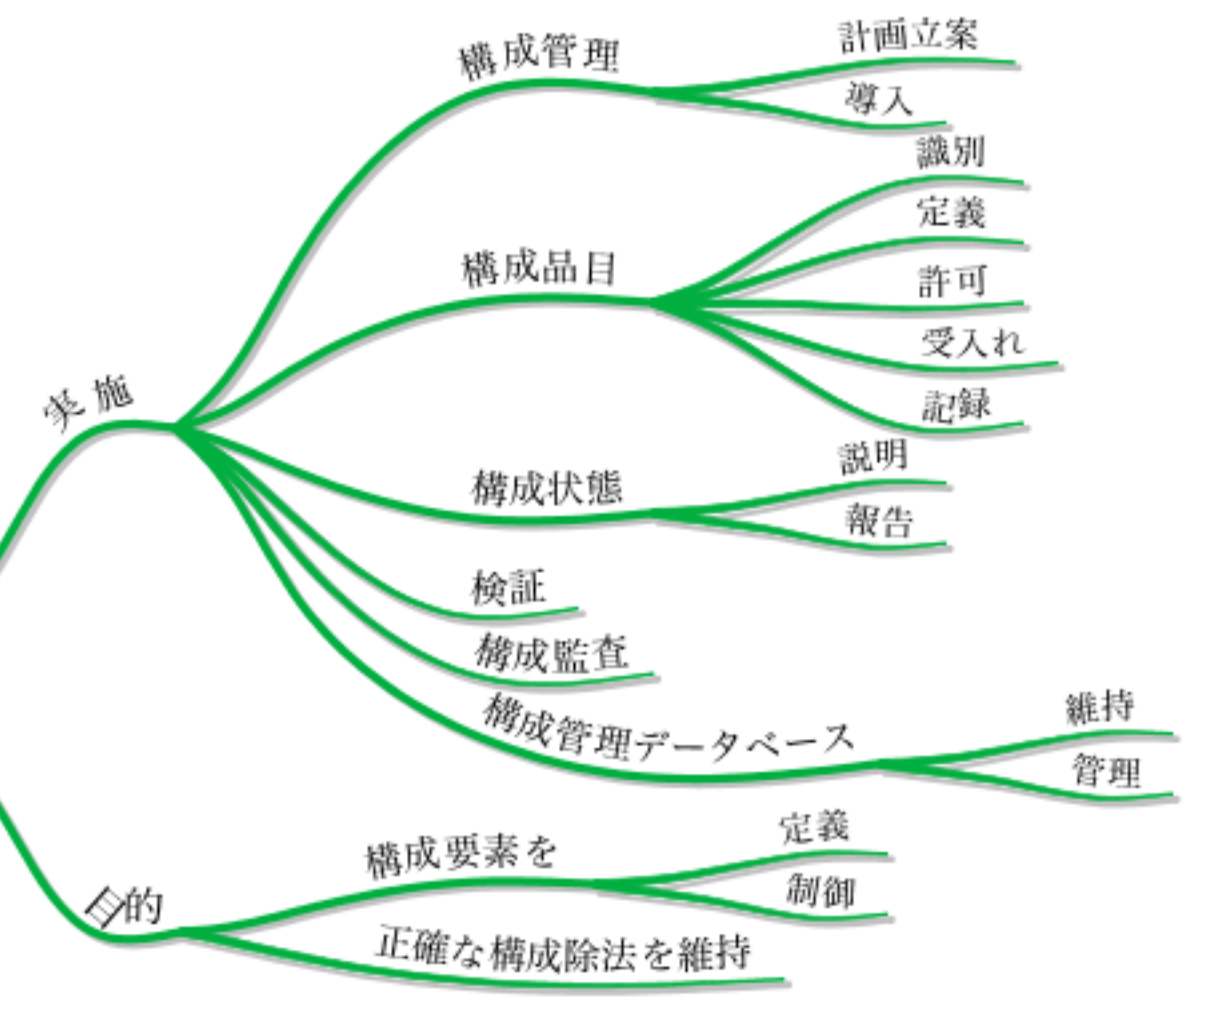 実施
構成管理
計画立案
導入
構成品目
識別
定義
許可
受入れ
記録
構成状態
説明
報告
検証
構成監査
構成管理データベース
維持
管理
目的
構成要素を
定義
制御
正確な構成除法を維持